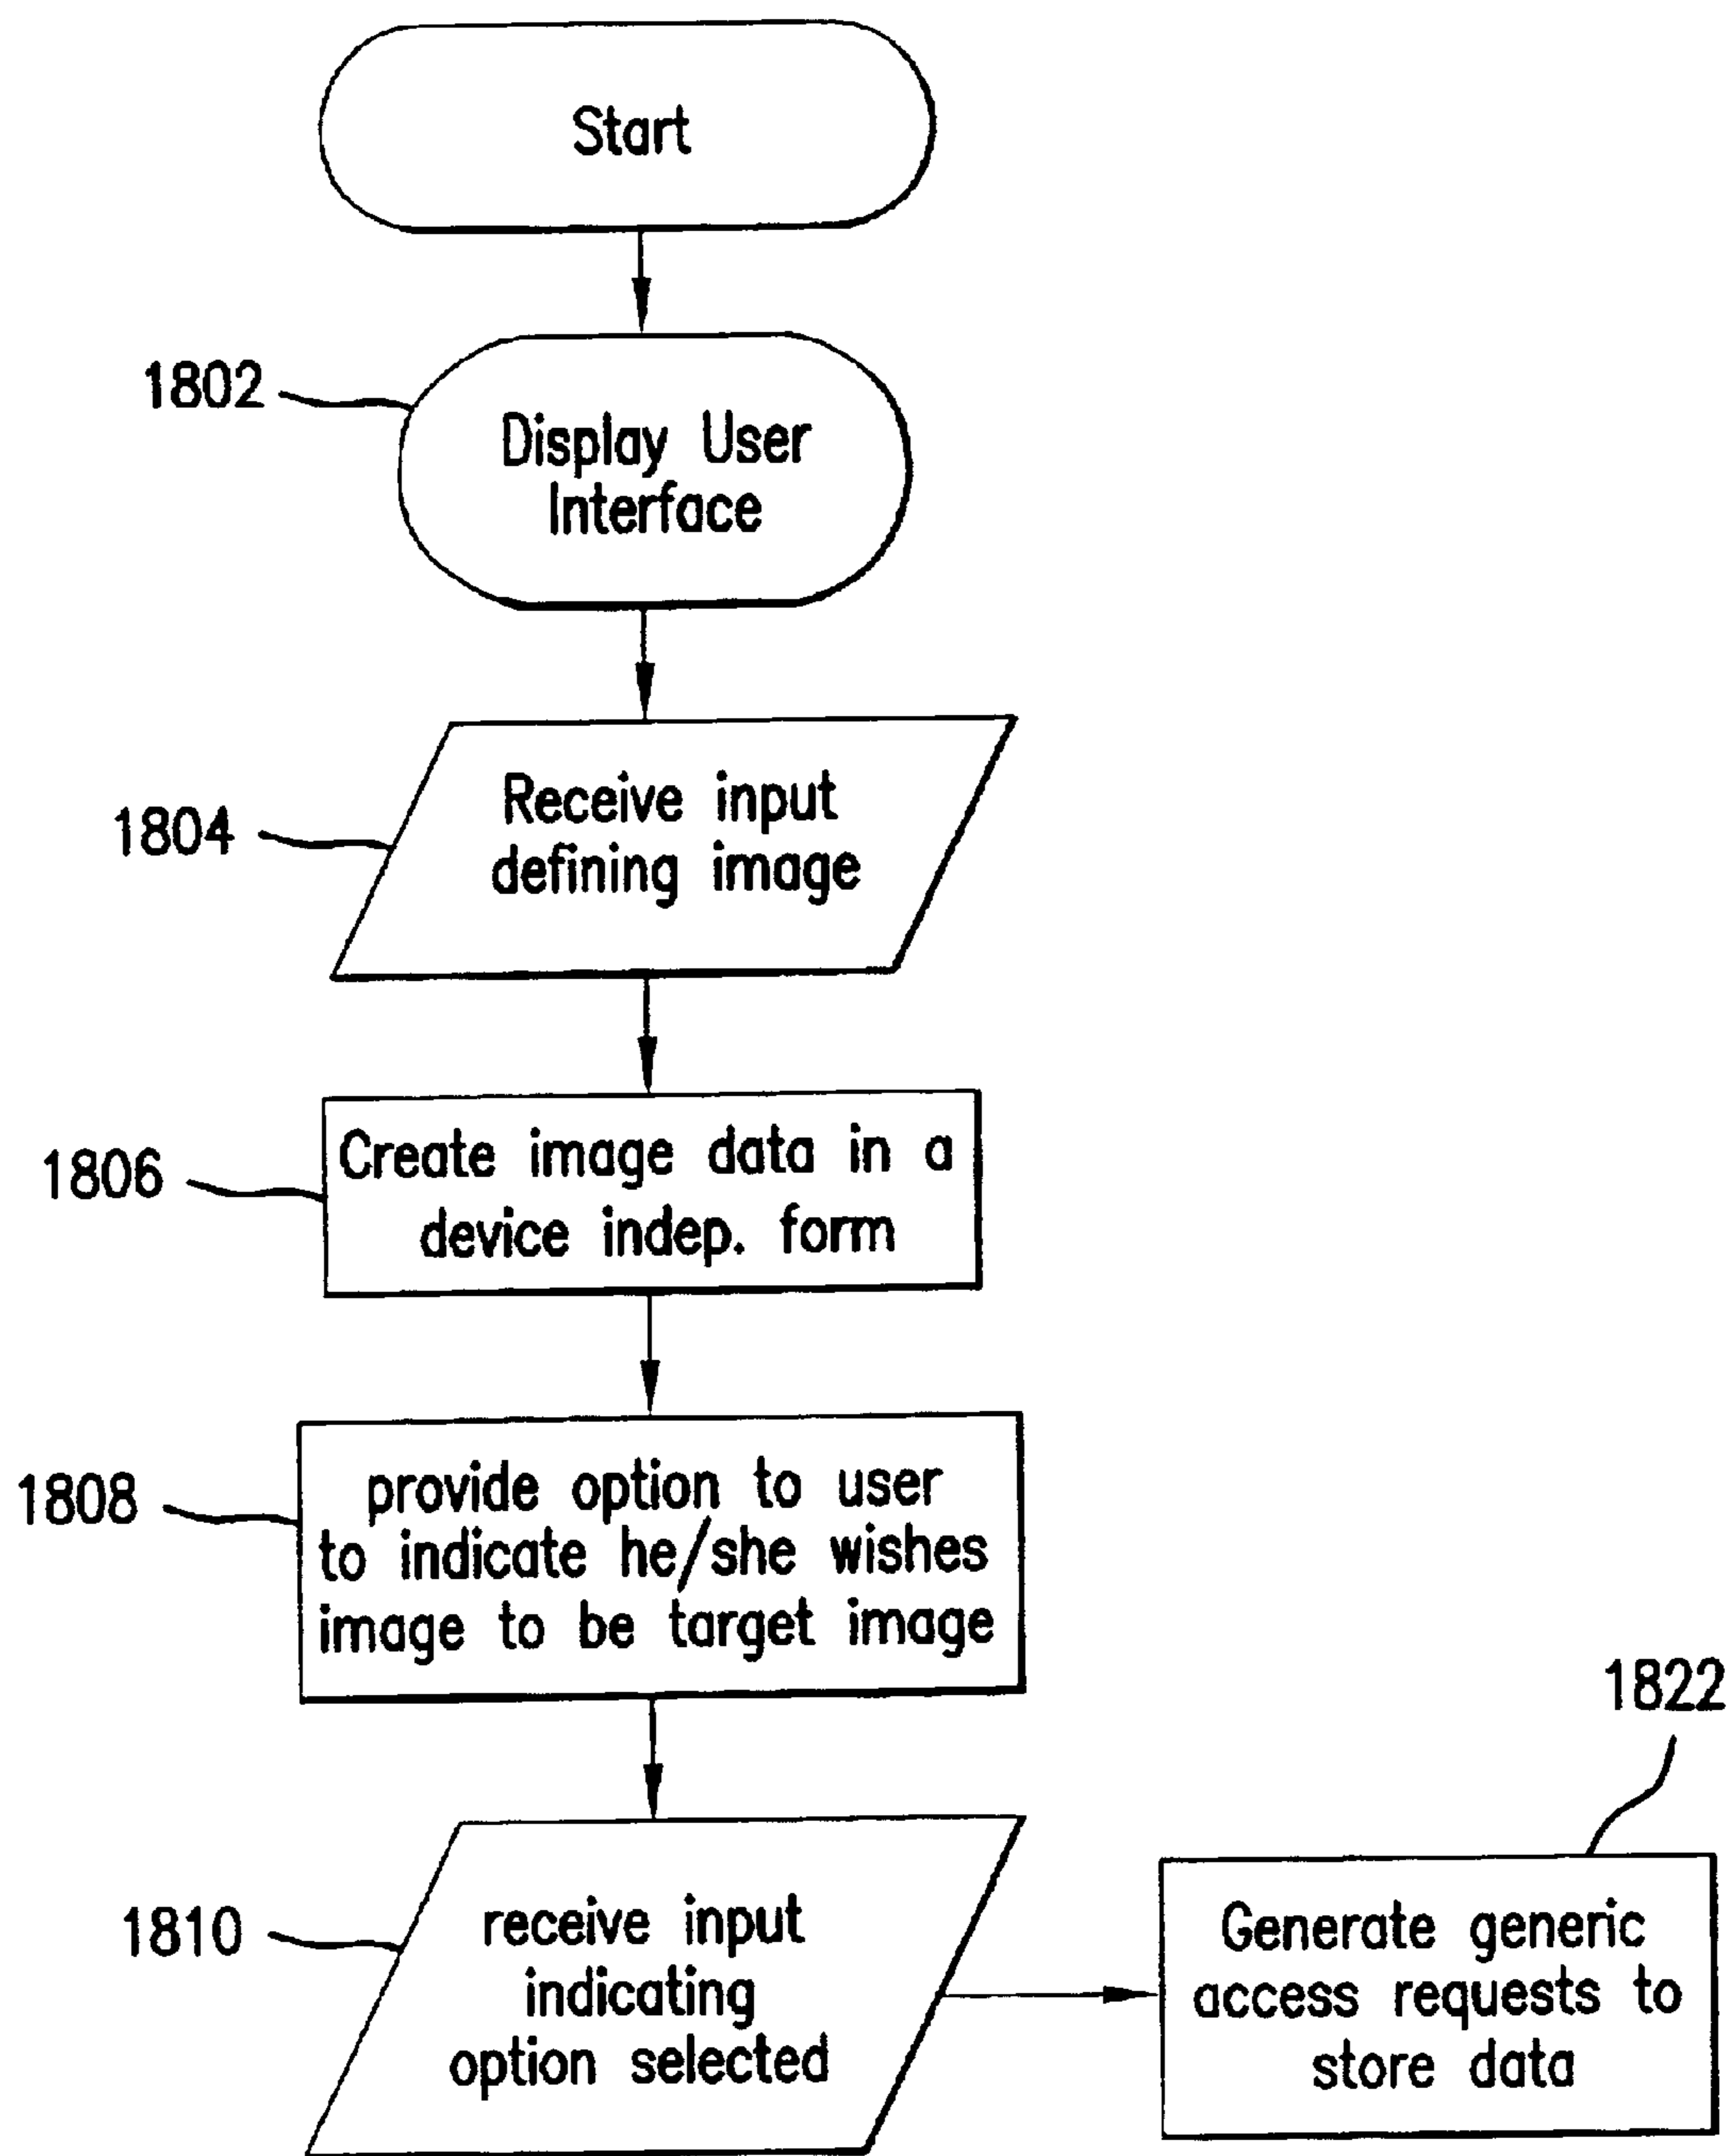 Start
1802
Display User
Interface
1804
Receive input
defining image
1806
Create image data in a
device indep. form
1808
provide option to user
to indicate he/she wishes
image to be target image
1810
receive input
indicating
option selected
1822
Generate generic
access requests to
store data